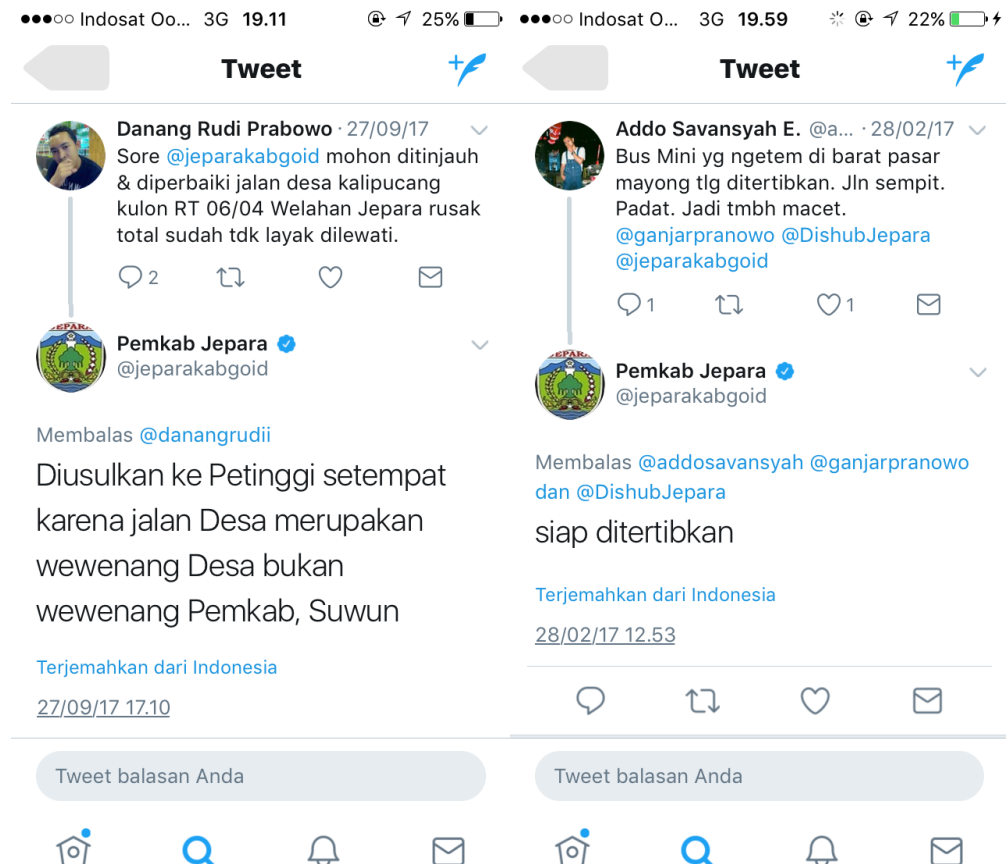 Indosat Oo... 3G 19.11 25%
Tweet
Danang Rudi Prabowo · 27/09/17
Sore @jeparakabgoid mohon ditinjauh
& diperbaiki jalan desa kalipucang
kulon RT 06/04 Welahan Jepara rusak
total sudah tdk layak dilewati.
2
JEPARA
Pemkab Jepara
@jeparakabgoid
Membalas @danangrudii
Diusulkan ke Petinggi setempat
karena jalan Desa merupakan
wewenang Desa bukan
wewenang Pemkab, Suwun
Terjemahkan dari Indonesia
27/09/17 17.10
Tweet balasan Anda
Indosat O... 3G 19.59 22%
Tweet
Addo Savansyah E. @a... · 28/02/17
Bus Mini yg ngetem di barat pasar
mayong tlg ditertibkan. Jln sempit.
Padat. Jadi tmbh macet.
@ganjarpranowo @DishubJepara
@jeparakabgoid
1 1
JEPARA
Pemkab Jepara
@jeparakabgoid
Membalas @addosavansyah @ganjarpranowo
dan @DishubJepara
siap ditertibkan
Terjemahkan dari Indonesia
28/02/17 12.53
Tweet balasan Anda